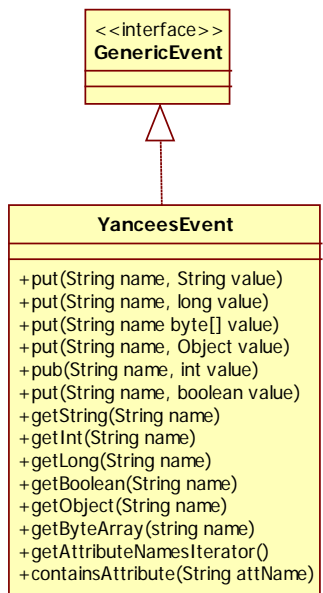 <<interface>>
GenericEvent
YanceesEvent
+put(String name, String value)
+put(String name, long value)
+put(String name byte[] value)
+put(String name, Object value)
+pub(String name, int value)
+put(String name, boolean value)
+getString(String name)
+getInt(String name)
+getLong(String name)
+getBoolean(String name)
+getObject(String name)
+getByteArray(string name)
+getAttributeNamesIterator()
+containsAttribute(String attName)